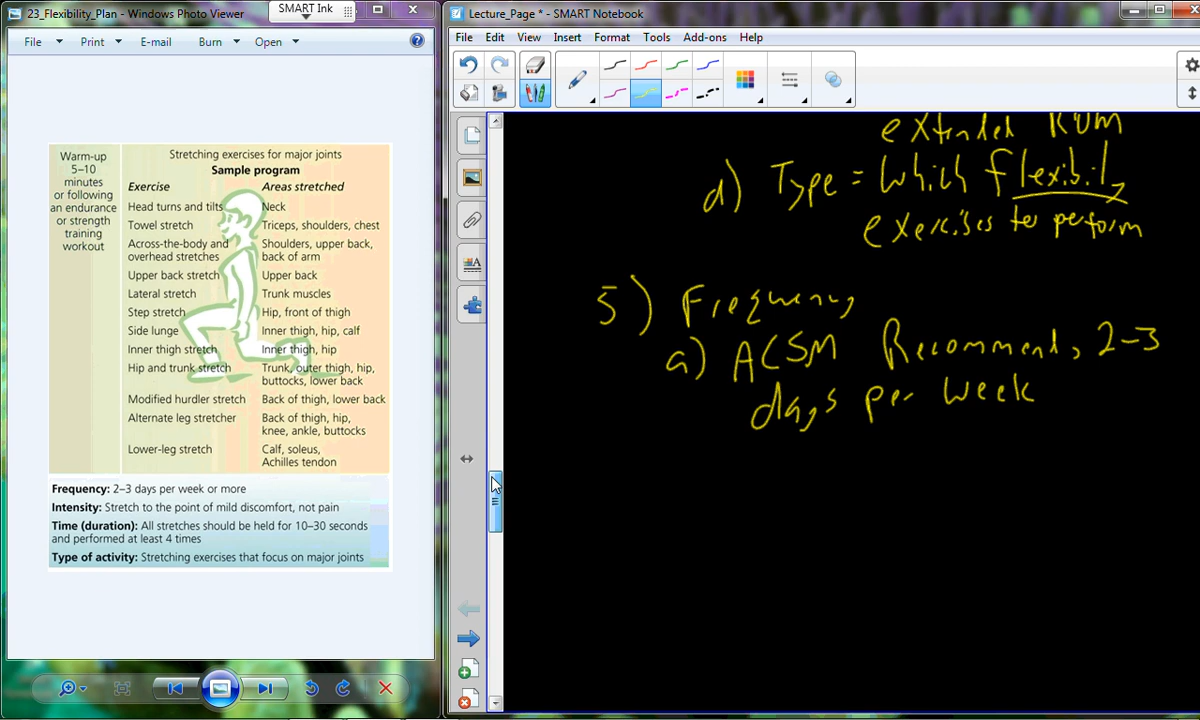 23_Flexibility_Plan - Windows Photo Viewer
SMART Ink
File Print E-mail Burn Open
Warm-up
5–10
minutes
or following
an endurance
or strength
training
workout
Stretching exercises for major joints
Sample program
Exercise Areas stretched
Head turns and tilts Neck
Towel stretch Triceps, shoulders, chest
Across-the-body and Shoulders, upper back,
overhead stretches back of arm
Upper back stretch Upper back
Lateral stretch Trunk muscles
Step stretch Hip, front of thigh
Side lunge Inner thigh, hip, calf
Inner thigh stretch Inner thigh, hip
Hip and trunk stretch Trunk, outer thigh, hip,
buttocks, lower back
Modified hurdler stretch Back of thigh, lower back
Alternate leg stretcher Back of thigh, hip,
knee, ankle, buttocks
Lower-leg stretch Calf, soleus,
Achilles tendon
Frequency: 2–3 days per week or more
Intensity: Stretch to the point of mild discomfort, not pain
Time (duration): All stretches should be held for 10–30 seconds
and performed at least 4 times
Type of activity: Stretching exercises that focus on major joints
Lecture_Page * - SMART Notebook
File Edit View Insert Format Tools Add-ons Help
extended ROM
d) Type = which flexibility
exercises to perform
5) Frequency
a) ACSM Recommends 2-3
days per week